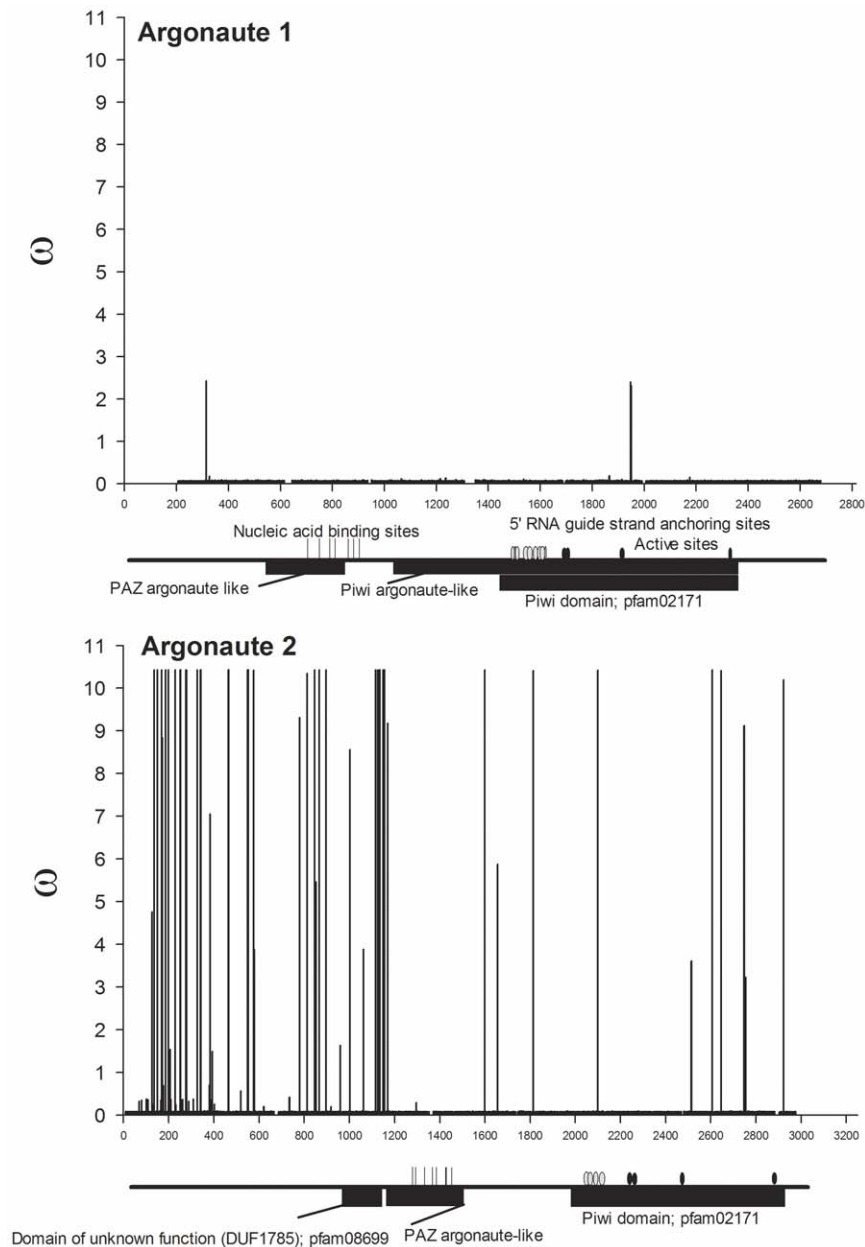 Argonaute 1
11
10
9
8
7
6
5
4
3
2
1
0
ω
0 200 400 600 800 1000 1200 1400 1600 1800 2000 2200 2400 2600 2800
Nucleic acid binding sites
5' RNA guide strand anchoring sites
Active sites
PAZ argonaute like
Piwi argonaute-like
Piwi domain; pfam02171
Argonaute 2
11
10
9
8
7
6
5
4
3
2
1
0
ω
0 200 400 600 800 1000 1200 1400 1600 1800 2000 2200 2400 2600 2800 3000 3200
Domain of unknown function (DUF1785); pfam08699
PAZ argonaute-like
Piwi domain; pfam02171